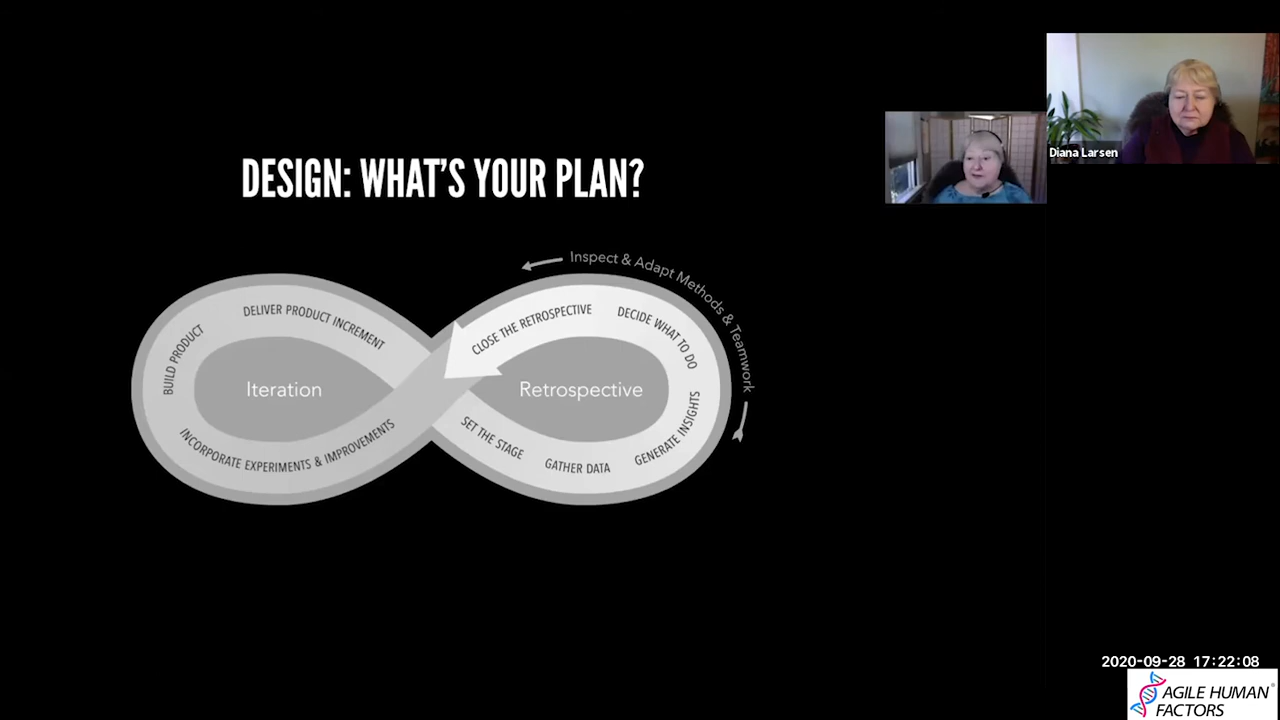 DESIGN: WHAT'S YOUR PLAN?
Inspect & Adapt Methods & Teamwork
DELIVER PRODUCT INCREMENT
BUILD PRODUCT
INCORPORATE EXPERIMENTS & IMPROVEMENTS
Iteration
CLOSE THE RETROSPECTIVE
DECIDE WHAT TO DO
Retrospective
SET THE STAGE
GATHER DATA
GENERATE INSIGHTS
Diana Larsen
2020-09-28 17:22:08
AGILE HUMAN®
FACTORS